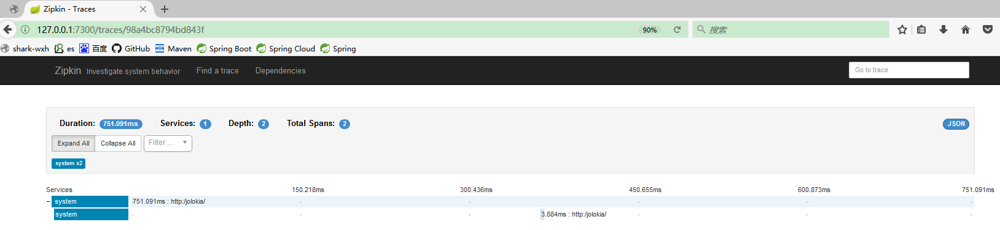 Zipkin - Traces
127.0.0.1:7300/traces/98a4bc8794bd843f 90% 搜索
shark-wxh es 百度 GitHub Maven Spring Boot Spring Cloud Spring
Zipkin Investigate system behavior Find a trace Dependencies Go to trace
Duration: 751.091ms Services: 1 Depth: 2 Total Spans: 2 JSON
Expand All Collapse All Filter ...
system x2
Services 150.218ms 300.436ms 450.655ms 600.873ms 751.091ms
- system ·751.091ms : http:/jolokia/ · · · · ·
system · · · 3.884ms : http:/jolokia/ · · ·